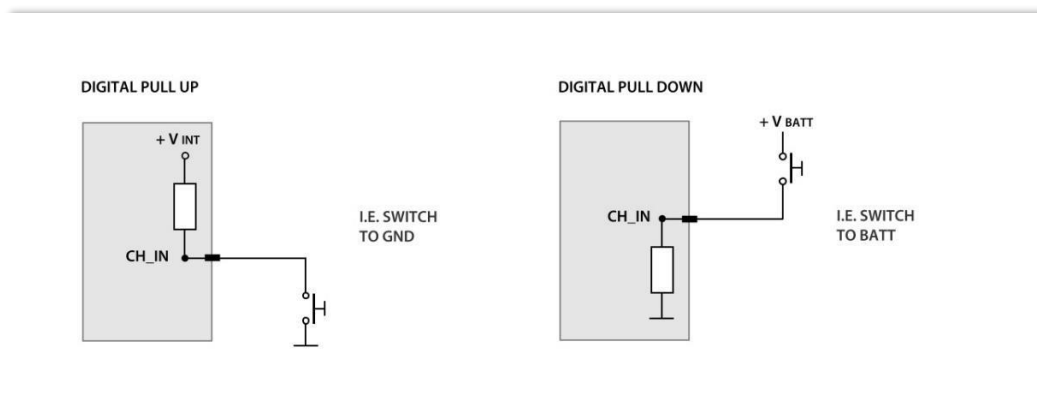 DIGITAL PULL UP
+ V INT
CH_IN
I.E. SWITCH
TO GND
DIGITAL PULL DOWN
+ V BATT
CH_IN
I.E. SWITCH
TO BATT